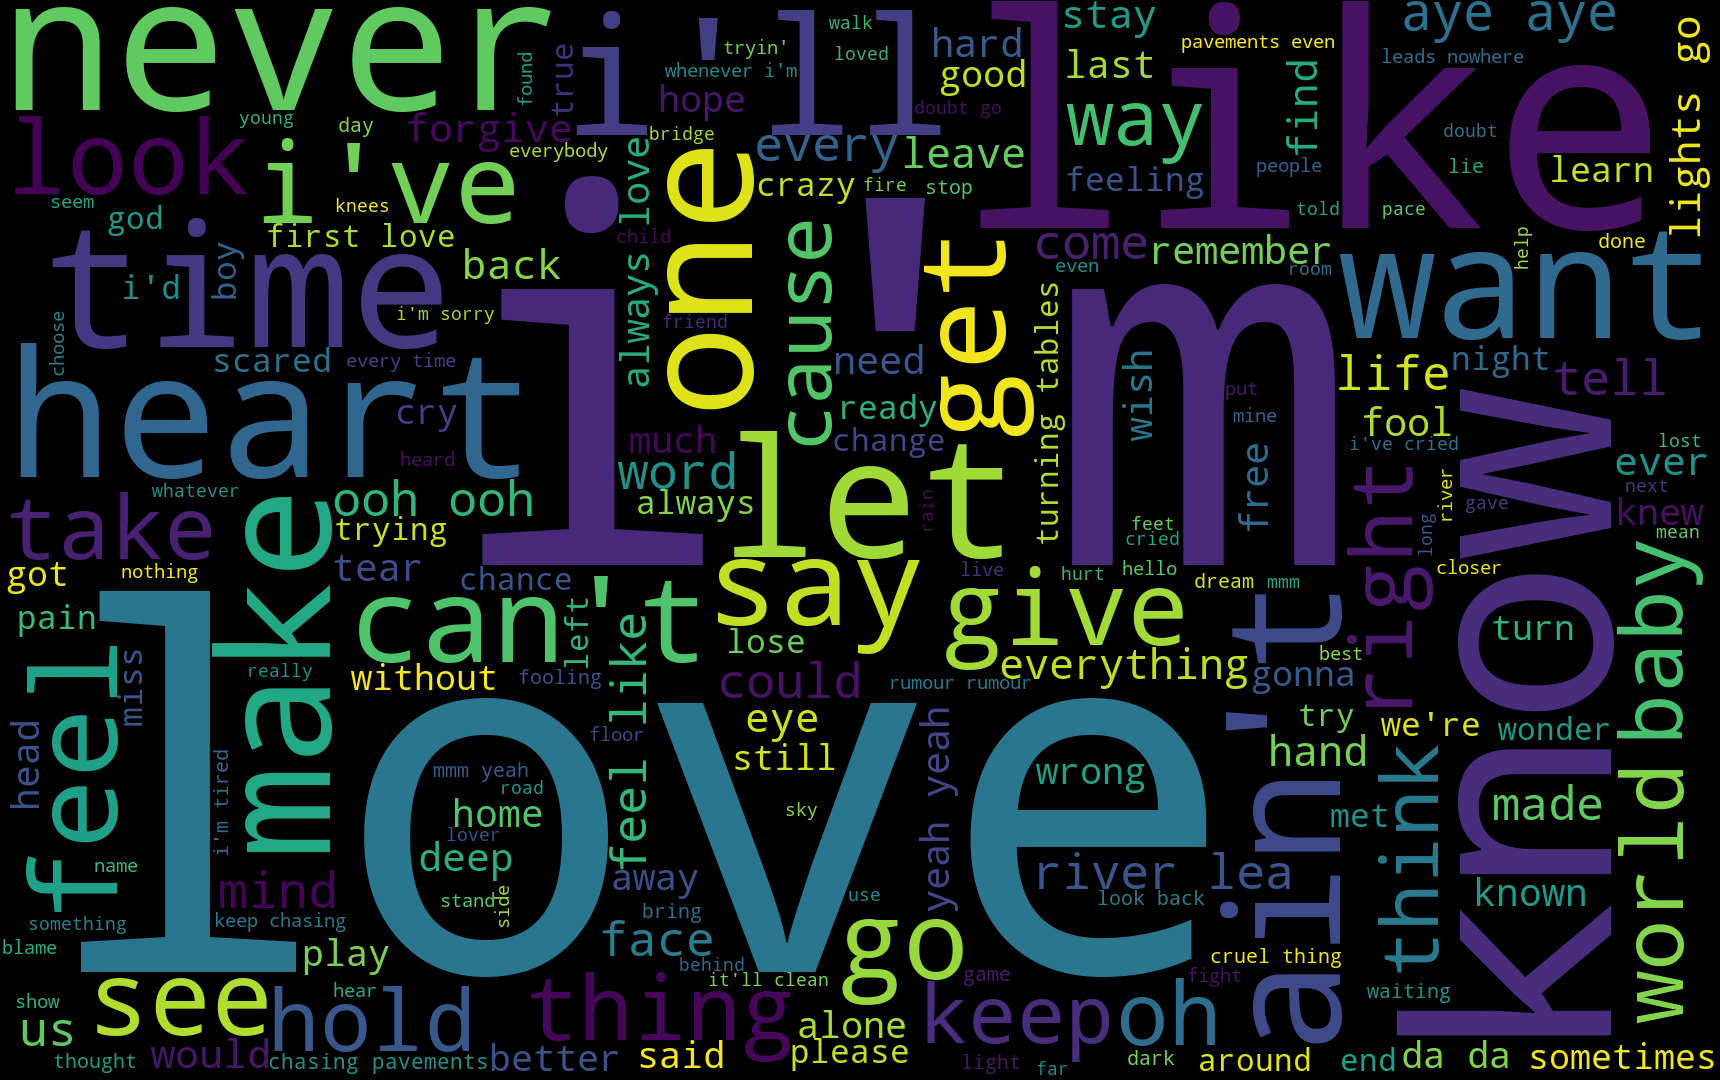 never
i'll
like
walk
tryin'
loved
whenever i'm
hard
stay
pavements even
aye aye
leads nowhere
found
true
hope
good
last
doubt go
way
find
lights go
look
young
day
forgive
i've
everybody
bridge
one
every
leave
crazy
fire
stop
feeling
people
doubt
lie
learn
told
pace
seem
god
knees
first love
back
always love
child
cause
get
come
remember
even
room
help
done
want
time
i'd
boy
i'm sorry
friend
i'm
choose
scared
every time
need
turning tables
wish
life
night
tell
heart
cry
ready
change
put
mine
fool
i've cried
know
lost
ever
next
knew
mean
heard
much
word
let
always
rain
free
right
river
gave
long
closer
whatever
take
make
ooh ooh
trying
tear
feet
cried
got
nothing
chance
can't
say
live
give
hurt
hello
dream
mmm
ain't
baby
pain
miss
feel
really
left
lose
everything
gonna
best
turn
without
fooling
feel like
could
rumour rumour
love
head
i'm tired
floor
eye
still
yeah yeah
wrong
try
hand
we're
wonder
think
met
made
world
mmm yeah
road
home
lover
deep
sky
name
mind
away
use
river lea
look back
known
stand
side
something
keep chasing
bring
blame
play
face
behind
go
cruel thing
it'll clean
game
fight
waiting
see
show
us
hear
hold
thing
alone
keep
oh
thought
would
chasing pavements
better
said
please
light
far
dark
around
end
da da
sometimes